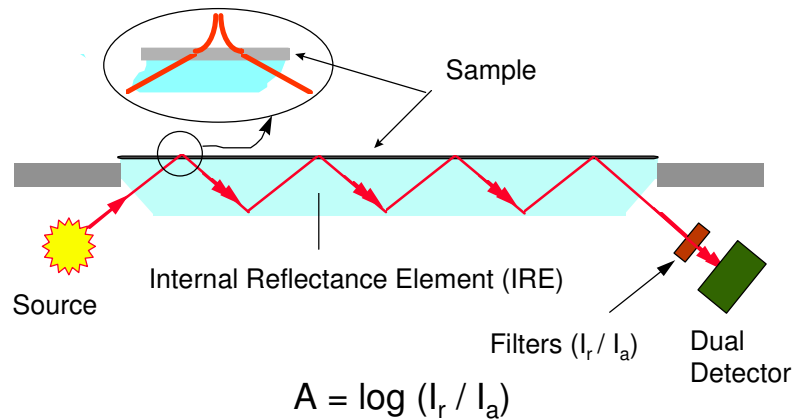 Sample
Internal Reflectance Element (IRE)
Source
Filters (I_r / I_a)
Dual
Detector
A = log (I_r / I_a)